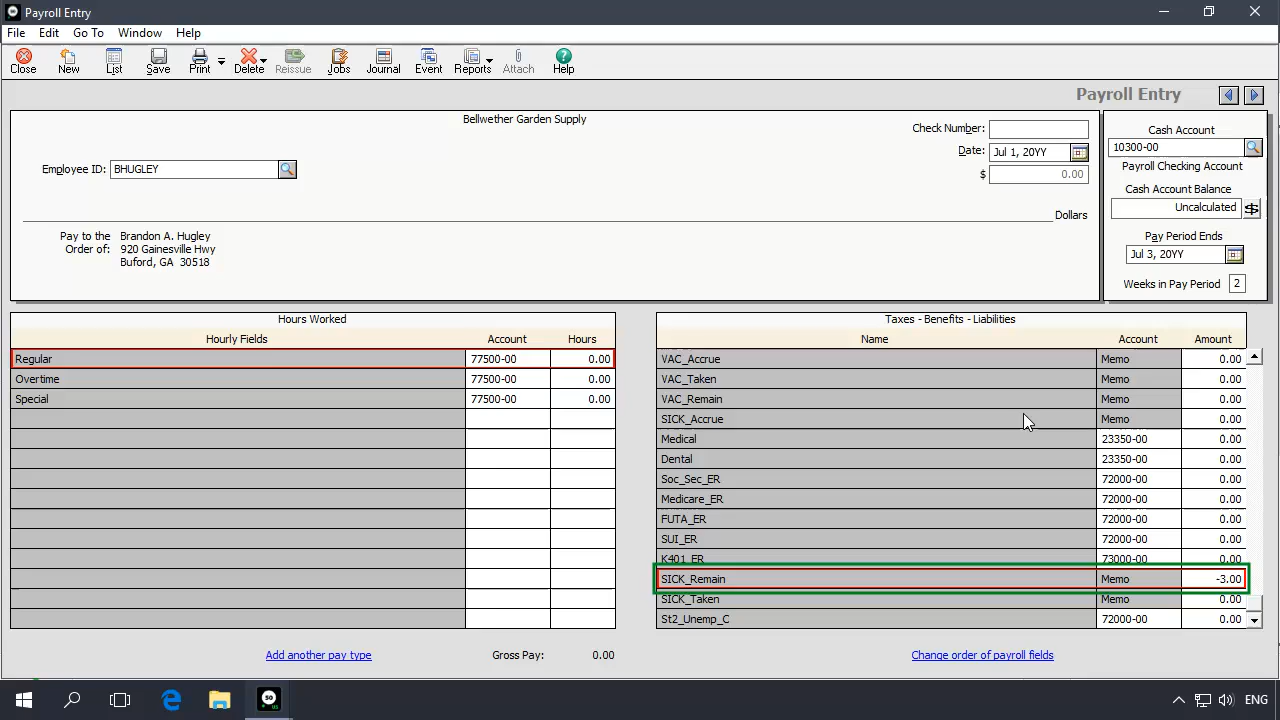 Payroll Entry
File Edit Go To Window Help
Close New List Save Print Delete Reissue Jobs Journal Event Reports Attach Help
Payroll Entry
Bellwether Garden Supply
Check Number:
Cash Account
Date: Jul 1, 20YY
10300-00
Employee ID: BHUGLEY
$ 0.00
Payroll Checking Account
Cash Account Balance
Uncalculated
Dollars
Pay to the Order of:
Brandon A. Hugley
920 Gainesville Hwy
Buford, GA 30518
Pay Period Ends
Jul 3, 20YY
Weeks in Pay Period 2
Hours Worked
Hourly Fields Account Hours
Regular 77500-00 0.00
Overtime 77500-00 0.00
Special 77500-00 0.00
Add another pay type
Gross Pay: 0.00
Taxes - Benefits - Liabilities
Name Account Amount
VAC_Accrue Memo 0.00
VAC_Taken Memo 0.00
VAC_Remain Memo 0.00
SICK_Accrue Memo 0.00
Medical 23350-00 0.00
Dental 23350-00 0.00
Soc_Sec_ER 72000-00 0.00
Medicare_ER 72000-00 0.00
FUTA_ER 72000-00 0.00
SUI_ER 72000-00 0.00
K401_ER 73000-00 0.00
SICK_Remain Memo -3.00
SICK_Taken Memo 0.00
St2_Unemp_C 72000-00 0.00
Change order of payroll fields
ENG